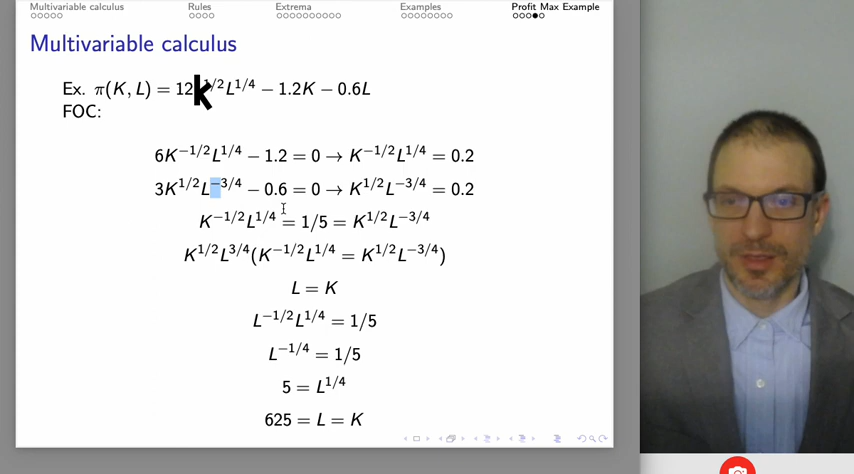 Multivariable calculus Rules Extrema Examples Profit Max Example
Multivariable calculus
Ex. π(K, L) = 12K^{1/2}L^{1/4} − 1.2K − 0.6L
FOC:
6K^{−1/2}L^{1/4} − 1.2 = 0 → K^{−1/2}L^{1/4} = 0.2
3K^{1/2}L^{−3/4} − 0.6 = 0 → K^{1/2}L^{−3/4} = 0.2
K^{−1/2}L^{1/4} = 1/5 = K^{1/2}L^{−3/4}
K^{1/2}L^{3/4}(K^{−1/2}L^{1/4} = K^{1/2}L^{−3/4})
L = K
L^{−1/2}L^{1/4} = 1/5
L^{−1/4} = 1/5
5 = L^{1/4}
625 = L = K